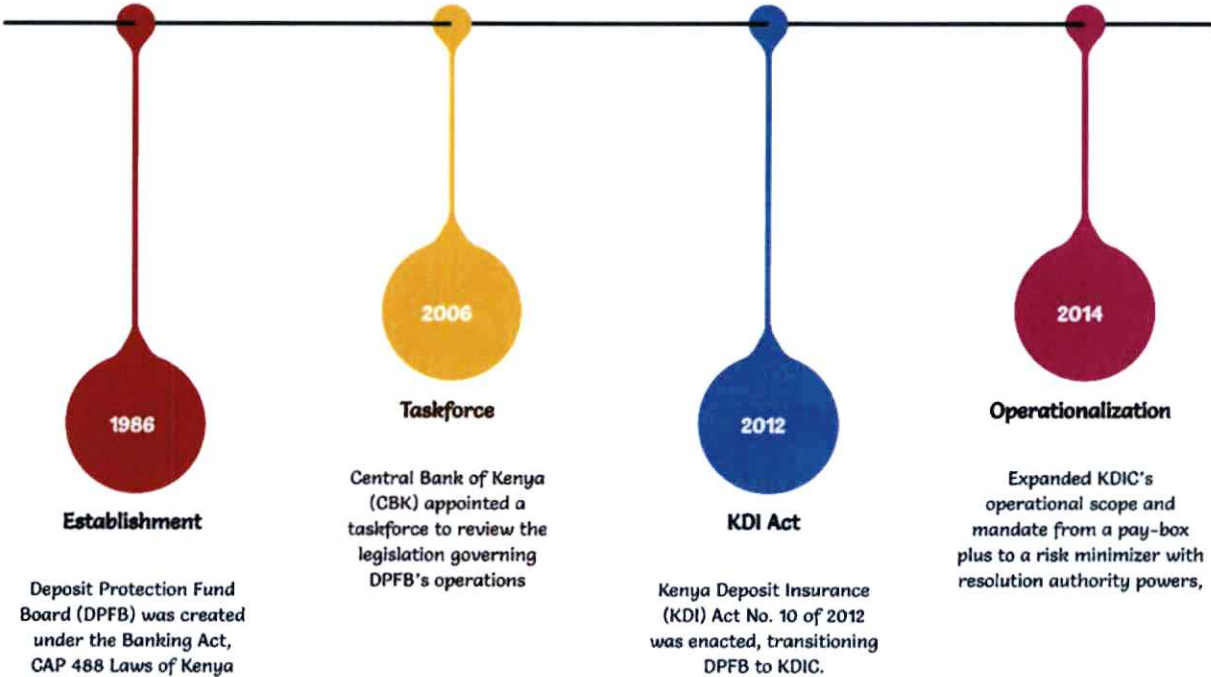 1986
Establishment
Deposit Protection Fund
Board (DPFB) was created
under the Banking Act,
CAP 488 Laws of Kenya
2006
Taskforce
Central Bank of Kenya
(CBK) appointed a
taskforce to review the
legislation governing
DPFB's operations
2012
KDI Act
Kenya Deposit Insurance
(KDI) Act No. 10 of 2012
was enacted, transitioning
DPFB to KDIC.
2014
Operationalization
Expanded KDIC's
operational scope and
mandate from a pay-box
plus to a risk minimizer with
resolution authority powers,